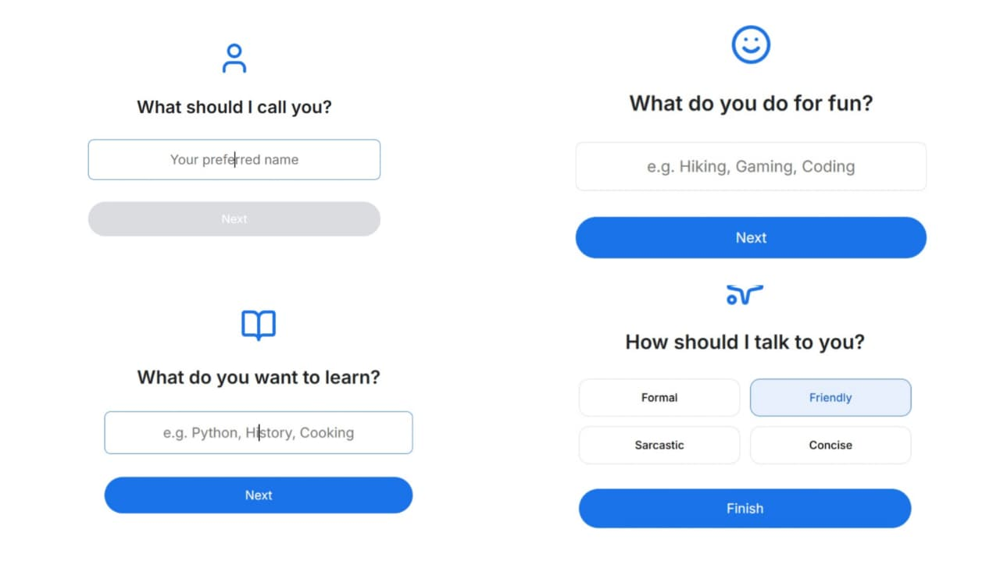 What should I call you?
Your preferred name
Next
What do you do for fun?
e.g. Hiking, Gaming, Coding
Next
What do you want to learn?
e.g. Python, History, Cooking
Next
How should I talk to you?
Formal
Friendly
Sarcastic
Concise
Finish